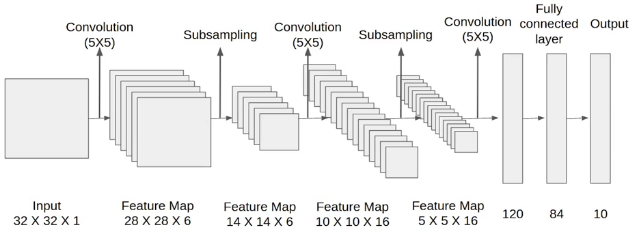 Convolution
(5X5)
Subsampling
Convolution
(5X5)
Subsampling
Convolution
(5X5)
Fully
connected
layer
Output
Input
32 X 32 X 1
Feature Map
28 X 28 X 6
Feature Map
14 X 14 X 6
Feature Map
10 X 10 X 16
Feature Map
5 X 5 X 16
120
84
10